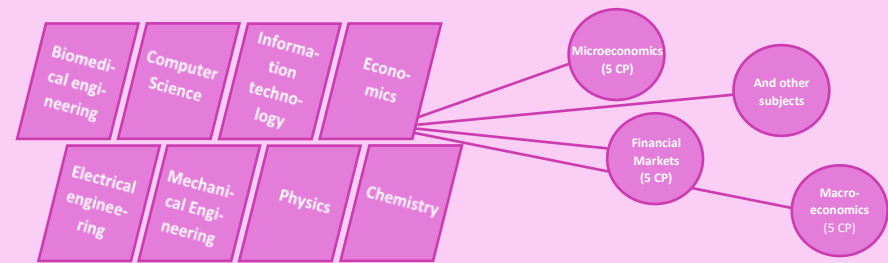 Biomedi-
cal engi-
neering
Computer
Science
Informa-
tion
techno-
logy
Econo-
mics
Electrical
enginee-
ring
Mechani-
cal Engi-
neering
Physics
Chemistry
Microeconomics
(5 CP)
And other
subjects
Financial
Markets
(5 CP)
Macro-
economics
(5 CP)